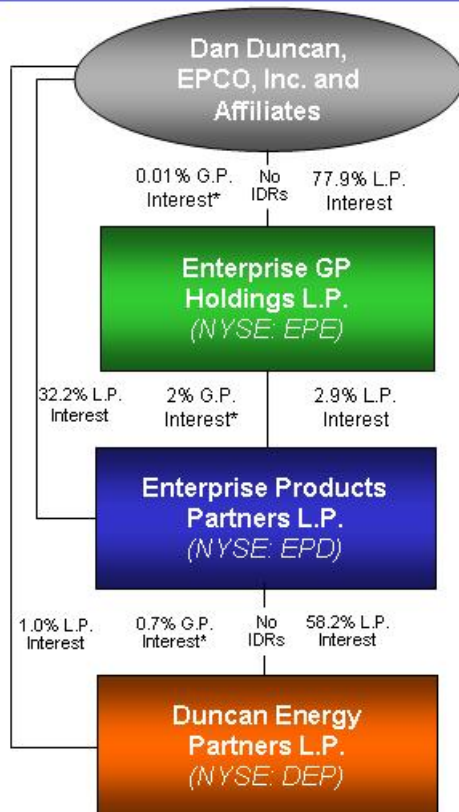 Dan Duncan,
EPCO, Inc. and
Affiliates
0.01% G.P.
Interest*
No
IDRs
77.9% L.P.
Interest
Enterprise GP
Holdings L.P.
(NYSE: EPE)
32.2% L.P.
Interest
2% G.P.
Interest*
2.9% L.P.
Interest
Enterprise Products
Partners L.P.
(NYSE: EPD)
1.0% L.P.
Interest
0.7% G.P.
Interest*
No
IDRs
58.2% L.P.
Interest
Duncan Energy
Partners L.P.
(NYSE: DEP)